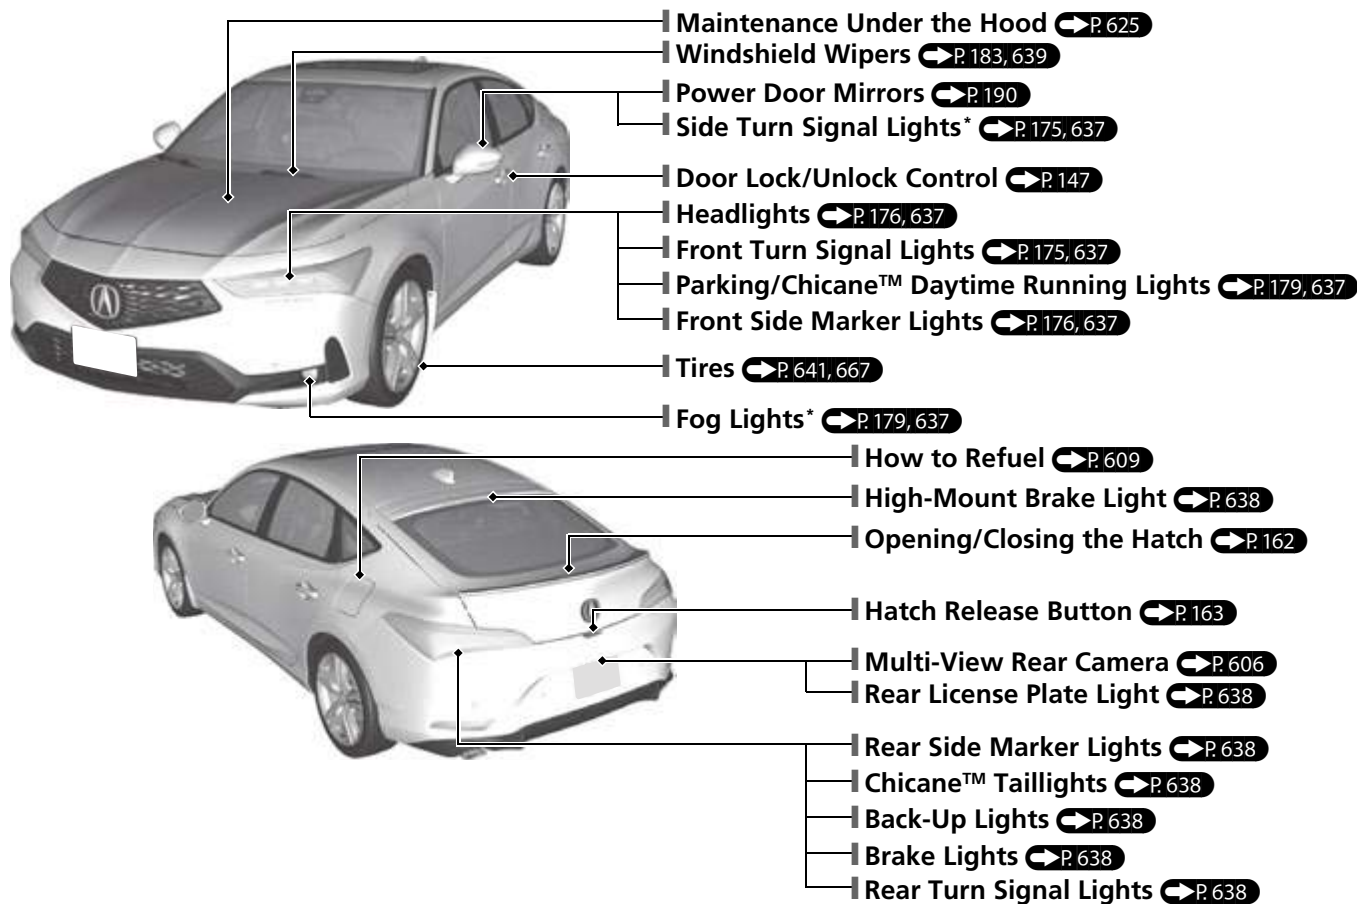 Maintenance Under the Hood P. 625
Windshield Wipers P. 183, 639
Power Door Mirrors P. 190
Side Turn Signal Lights* P. 175, 637
Door Lock/Unlock Control P. 147
Headlights P. 176, 637
Front Turn Signal Lights P. 175, 637
Parking/Chicane™ Daytime Running Lights P. 179, 637
Front Side Marker Lights P. 176, 637
Tires P. 641, 667
Fog Lights* P. 179, 637
How to Refuel P. 609
High-Mount Brake Light P. 638
Opening/Closing the Hatch P. 162
Hatch Release Button P. 163
Multi-View Rear Camera P. 606
Rear License Plate Light P. 638
Rear Side Marker Lights P. 638
Chicane™ Taillights P. 638
Back-Up Lights P. 638
Brake Lights P. 638
Rear Turn Signal Lights P. 638